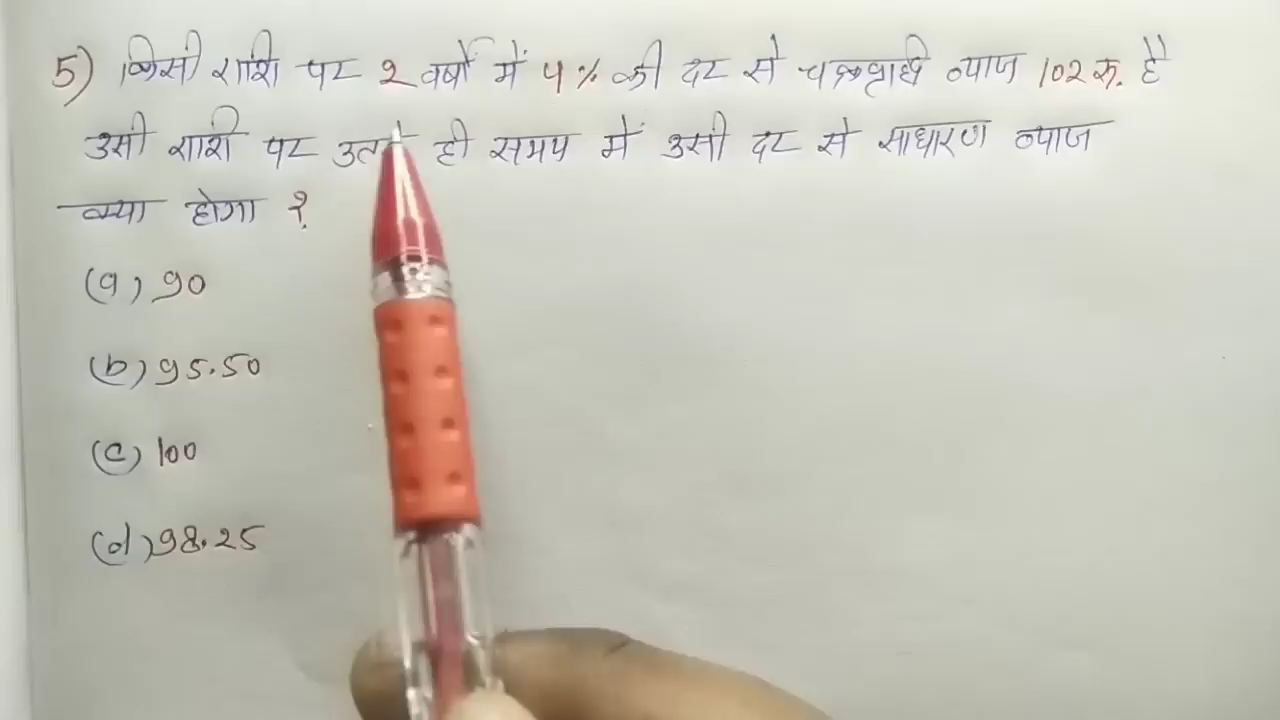 5) किसी राशि पर 2 वर्षों में 4% की दर से चक्रवृद्धि ब्याज 102 रु. है
उसी राशि पर ही समय में उसी दर से साधारण ब्याज
क्या होगा ?
(a) 90
(b) 95.50
(c) 100
(d) 98.25